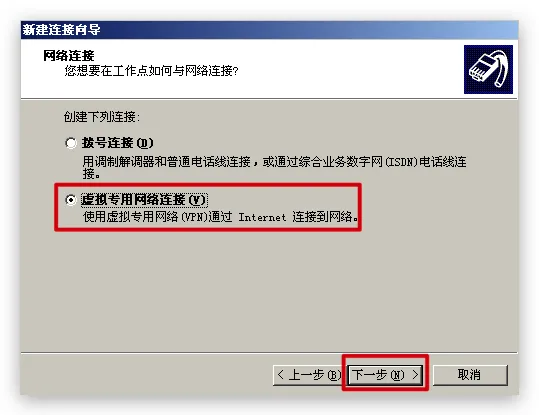 新建连接向导
网络连接
您想要在工作点如何与网络连接?
创建下列连接:
拨号连接(D)
用调制解调器和普通电话线连接，或通过综合业务数字网(ISDN)电话线连
接。
虚拟专用网络连接(V)
使用虚拟专用网络(VPN)通过 Internet 连接到网络。
< 上一步(B)
下一步(N) >
取消